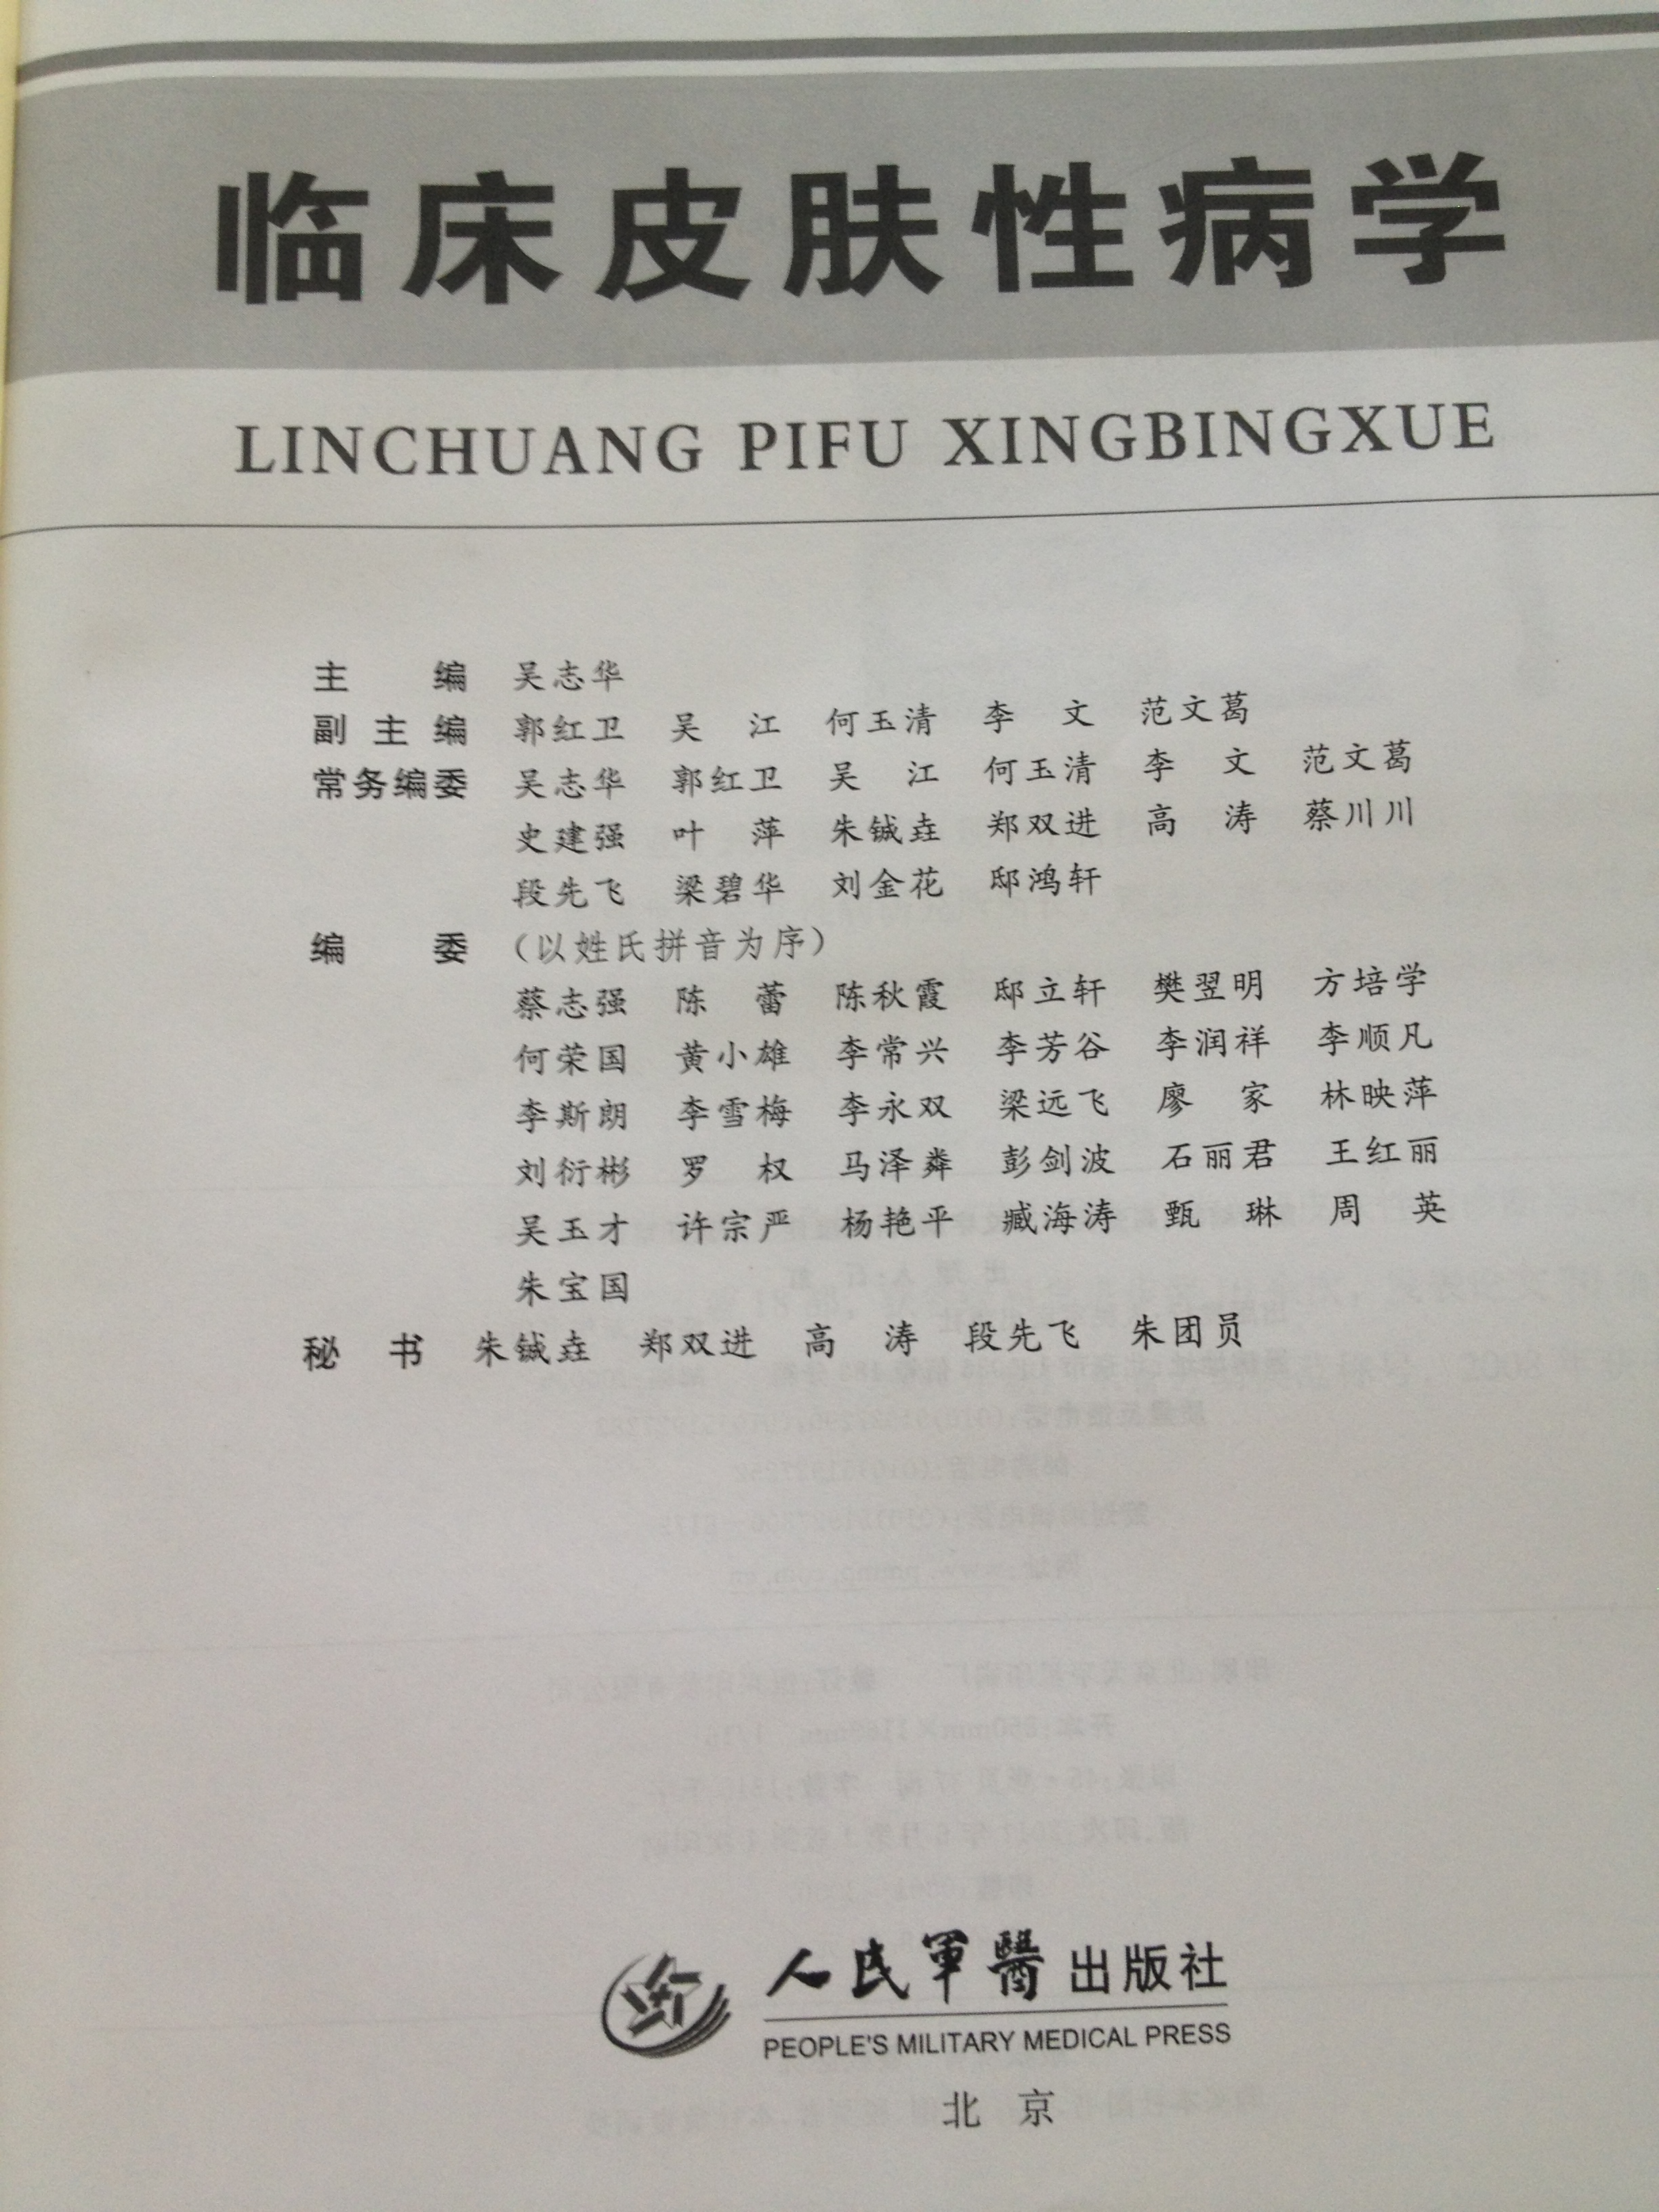 临床皮肤性病学
LINCHUANG PIFU XINGBINGXUE
主 编 吴志华
副主编 郭红卫 吴 江 何玉清 李 文 范文葛
常务编委 吴志华 郭红卫 吴 江 何玉清 李 文 范文葛
史建强 叶 萍 朱铖垚 郑双进 高 涛 蔡川川
段先飞 梁碧华 刘金花 邸鸿轩
编 委 (以姓氏拼音为序)
蔡志强 陈 蕾 陈秋霞 邸立轩 樊翌明 方培学
何荣国 黄小雄 李常兴 李芳谷 李润祥 李顺凡
李斯朗 李雪梅 李永双 梁远飞 廖 家 林映萍
刘衍彬 罗 权 马泽粦 彭剑波 石丽君 王红丽
吴玉才 许宗严 杨艳平 臧海涛 甄 琳 周 英
朱宝国
秘 书 朱铖垚 郑双进 高 涛 段先飞 朱团员
人民軍醫出版社
PEOPLE'S MILITARY MEDICAL PRESS
北 京